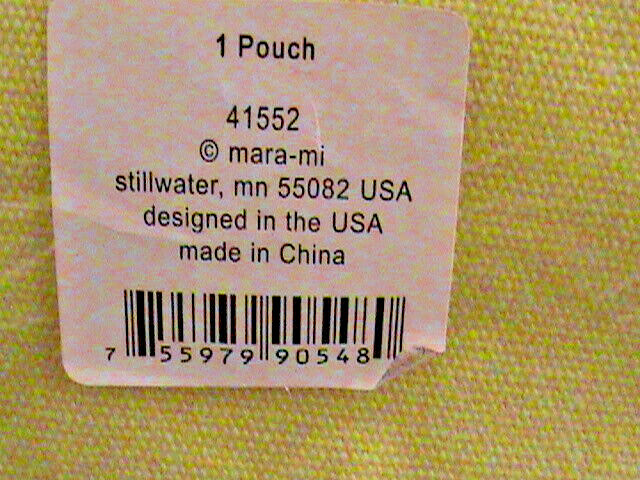 1 Pouch
41552
© mara-mi
stillwater, mn 55082 USA
designed in the USA
made in China
7 55979 90548